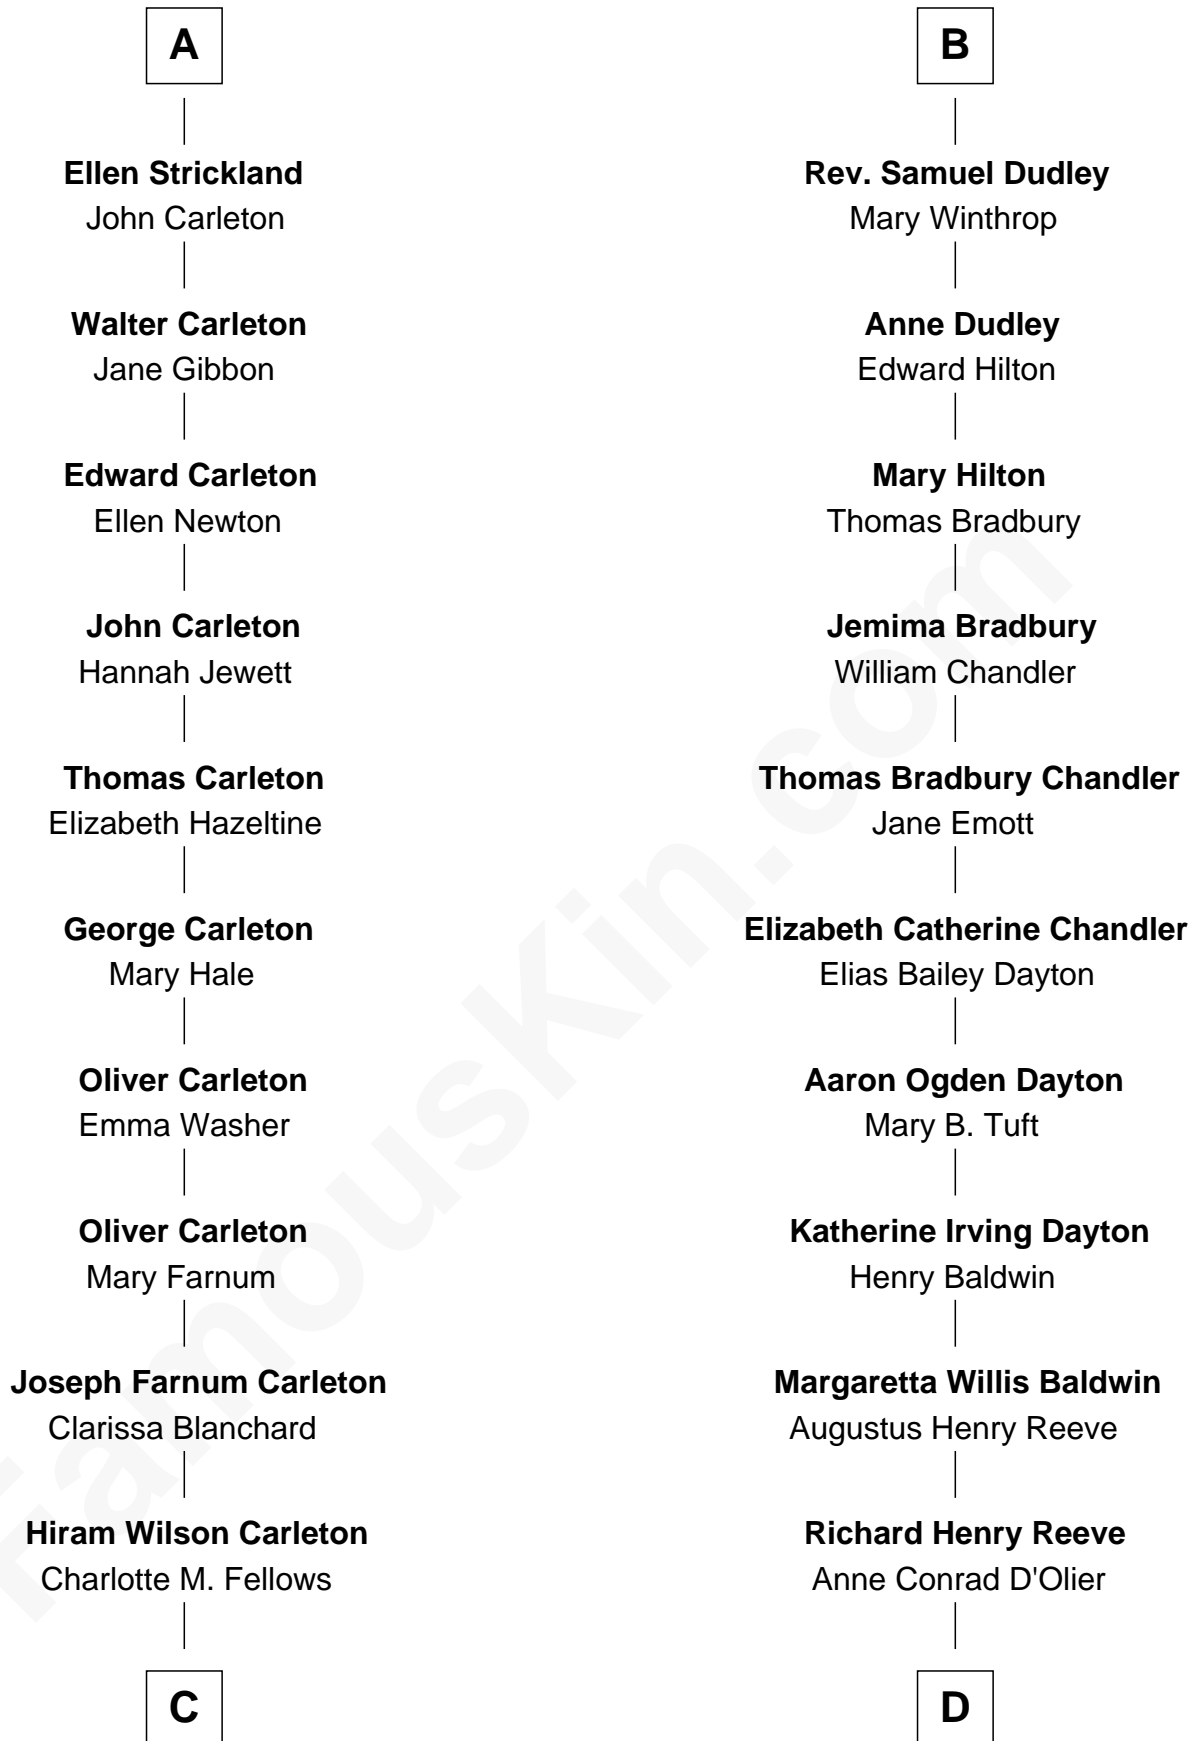 A
Ellen Strickland
John Carleton
Walter Carleton
Jane Gibbon
Edward Carleton
Ellen Newton
John Carleton
Hannah Jewett
Thomas Carleton
Elizabeth Hazeltine
George Carleton
Mary Hale
Oliver Carleton
Emma Washer
Oliver Carleton
Mary Farnum
Joseph Farnum Carleton
Clarissa Blanchard
Hiram Wilson Carleton
Charlotte M. Fellows
C
B
Rev. Samuel Dudley
Mary Winthrop
Anne Dudley
Edward Hilton
Mary Hilton
Thomas Bradbury
Jemima Bradbury
William Chandler
Thomas Bradbury Chandler
Jane Emott
Elizabeth Catherine Chandler
Elias Bailey Dayton
Aaron Ogden Dayton
Mary B. Tuft
Katherine Irving Dayton
Henry Baldwin
Margaretta Willis Baldwin
Augustus Henry Reeve
Richard Henry Reeve
Anne Conrad D'Olier
D
FamousKin.com